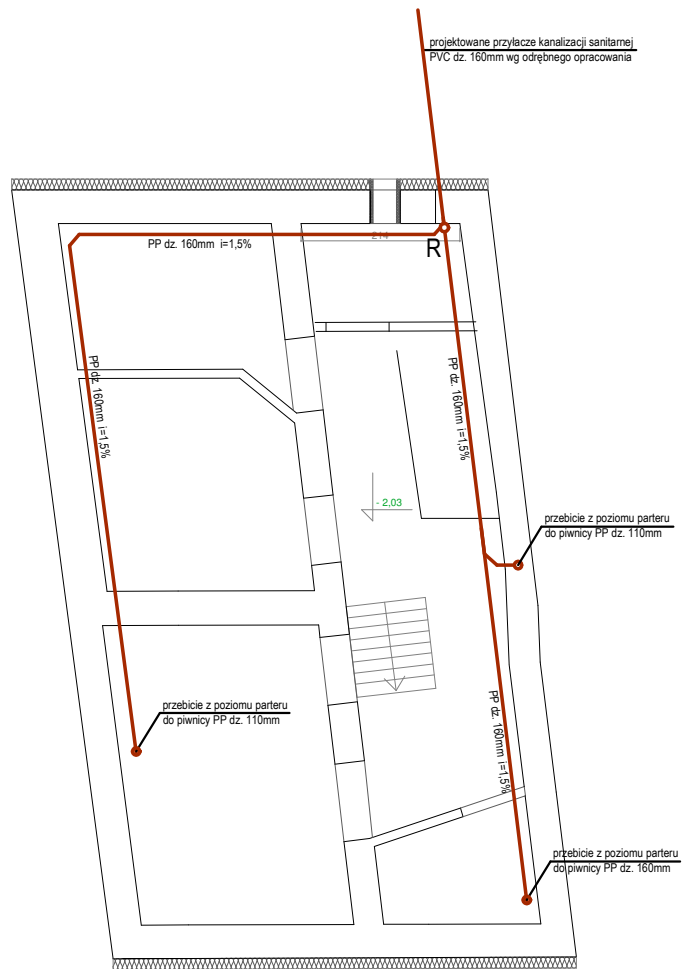 projektowane przyłacze kanalizacji sanitarnej
PVC dz. 160mm wg odrębnego opracowania
PP dz. 160mm i=1,5%
214
R
PP dz. 160mm i=1,5%
PP dz. 160mm i=1,5%
- 2,03
przebicie z poziomu parteru
do piwnicy PP dz. 110mm
przebicie z poziomu parteru
do piwnicy PP dz. 110mm
PP dz. 160mm i=1,5%
przebicie z poziomu parteru
do piwnicy PP dz. 160mm